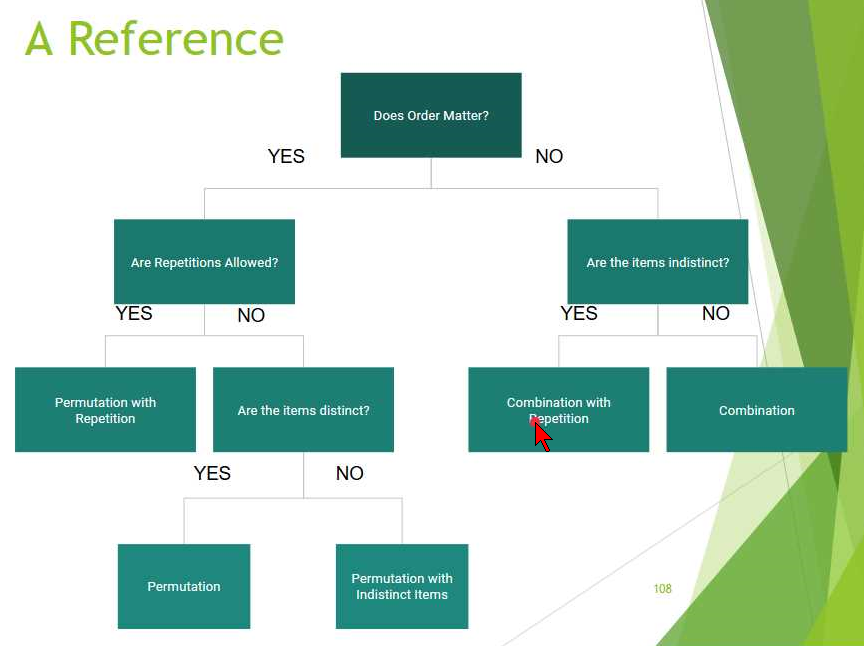 A Reference
Does Order Matter?
YES
NO
Are Repetitions Allowed?
Are the items indistinct?
YES
NO
YES
NO
Permutation with
Repetition
Are the items distinct?
Combination with
Repetition
Combination
YES
NO
Permutation
Permutation with
Indistinct Items
108